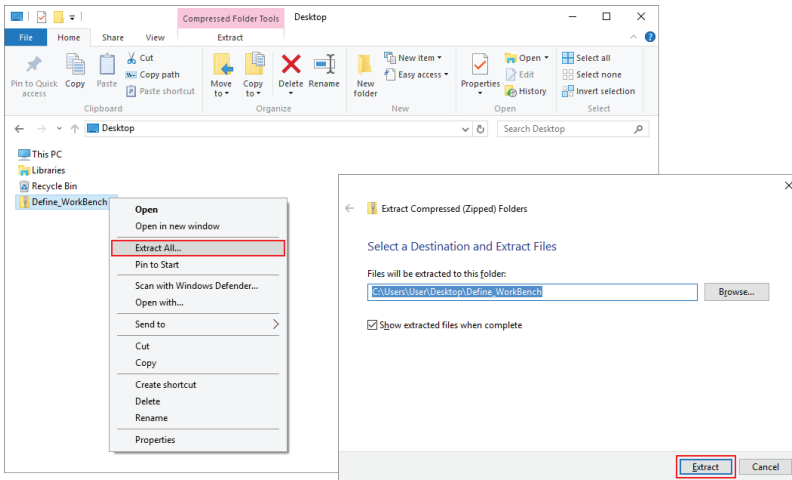 Compressed Folder Tools Desktop
File Home Share View Extract
Pin to Quick access
Copy
Paste
Cut
Copy path
Paste shortcut
Clipboard
Move to
Copy to
Delete
Rename
Organize
New folder
New item
Easy access
New
Properties
Open
Edit
History
Open
Select all
Select none
Invert selection
Select
Desktop
Search Desktop
This PC
Libraries
Recycle Bin
Define_WorkBench
Open
Open in new window
Extract All...
Pin to Start
Scan with Windows Defender...
Open with...
Send to
Cut
Copy
Create shortcut
Delete
Rename
Properties
Extract Compressed (Zipped) Folders
Select a Destination and Extract Files
Files will be extracted to this folder:
C:\Users\User\Desktop\Define_WorkBench
Browse...
Show extracted files when complete
Extract
Cancel